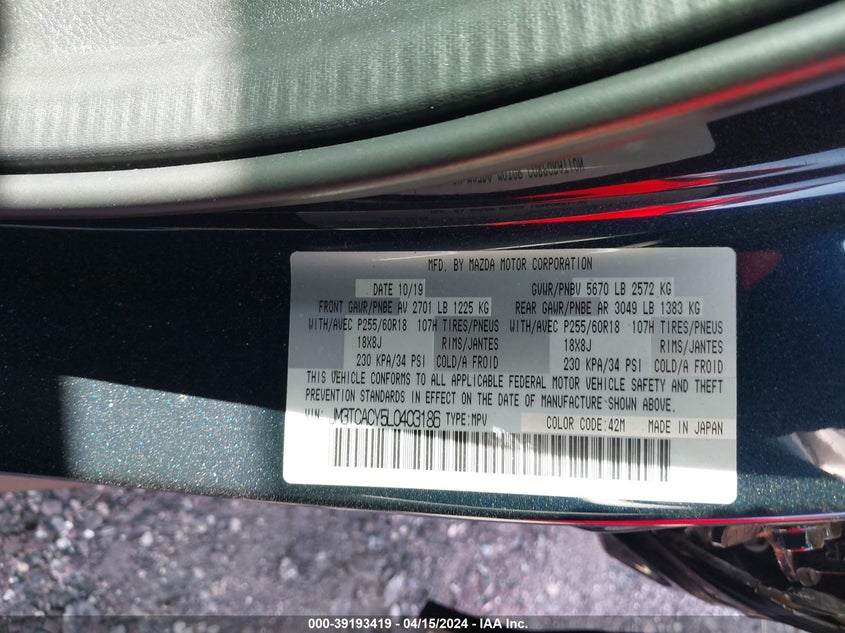 MFD. BY MAZDA MOTOR CORPORATION
DATE 10/19 GVWR/PNBV 5670 LB 2572 KG
FRONT GAWR/PNBE AV 2701 LB 1225 KG REAR GAWR/PNBE AR 3049 LB 1383 KG
WITH/AVEC P255/60R18 107H TIRES/PNEUS WITH/AVEC P255/60R18 107H TIRES/PNEUS
18X8J RIMS/JANTES 18X8J RIMS/JANTES
230 KPA/34 PSI COLD/A FROID 230 KPA/34 PSI COLD/A FROID
THIS VEHICLE CONFORMS TO ALL APPLICABLE FEDERAL MOTOR VEHICLE SAFETY AND THEFT
PREVENTION STANDARDS IN EFFECT ON THE DATE OF MANUFACTURE SHOWN ABOVE.
VIN: JM3TCACY5L0403186 TYPE:MPV COLOR CODE:42M MADE IN JAPAN
000-39193419 - 04/15/2024 - IAA Inc.